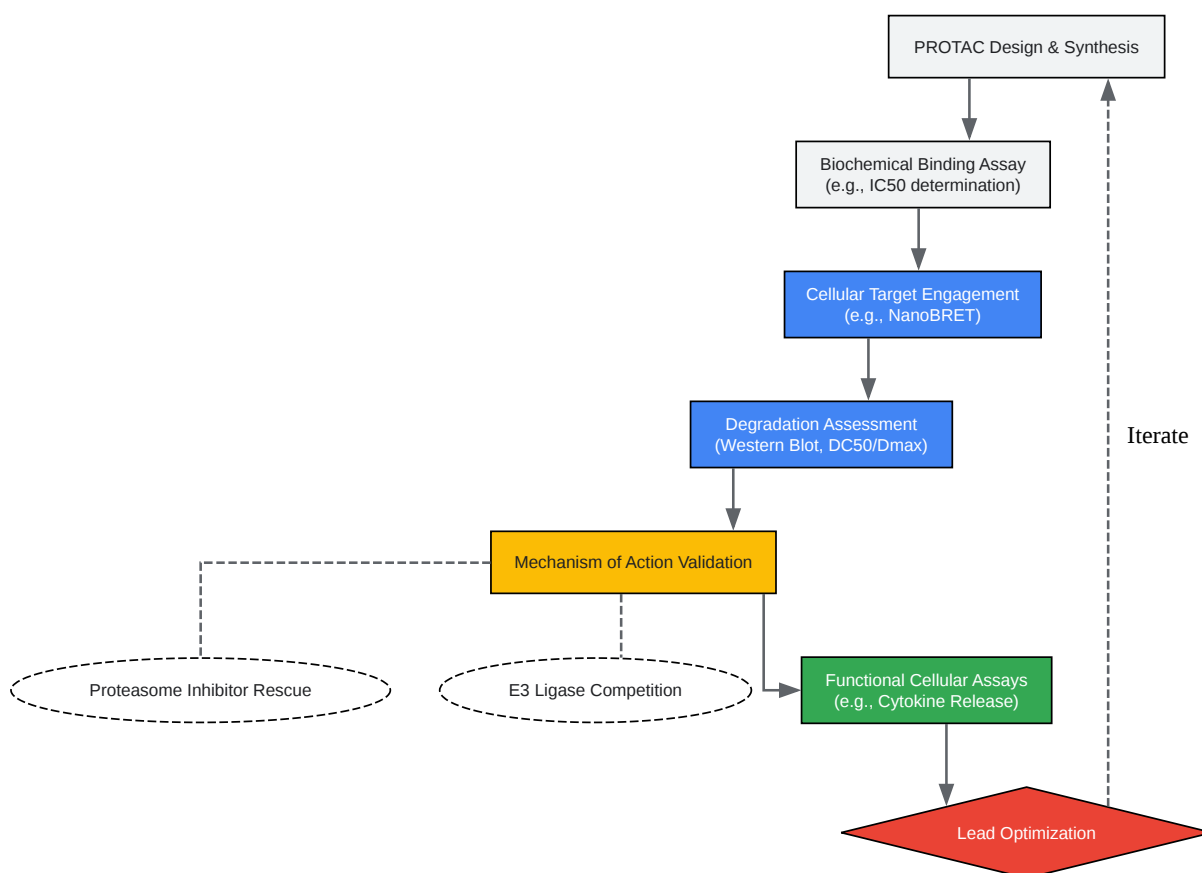 PROTAC Design & Synthesis
Biochemical Binding Assay
(e.g., IC50 determination)
Cellular Target Engagement
(e.g., NanoBRET)
Degradation Assessment
(Western Blot, DC50/Dmax)
Iterate
Mechanism of Action Validation
Proteasome Inhibitor Rescue
E3 Ligase Competition
Functional Cellular Assays
(e.g., Cytokine Release)
Lead Optimization